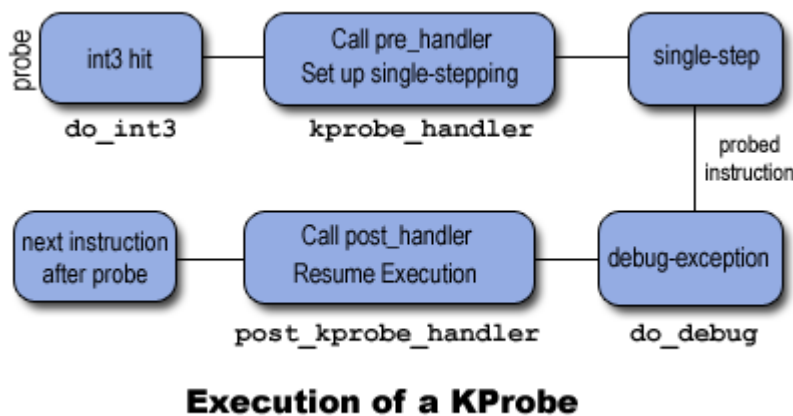 probe
int3 hit
Call pre_handler
Set up single-stepping
single-step
do_int3
kprobe_handler
probed
instruction
next instruction
after probe
Call post_handler
Resume Execution
debug-exception
post_kprobe_handler
do_debug
Execution of a KProbe